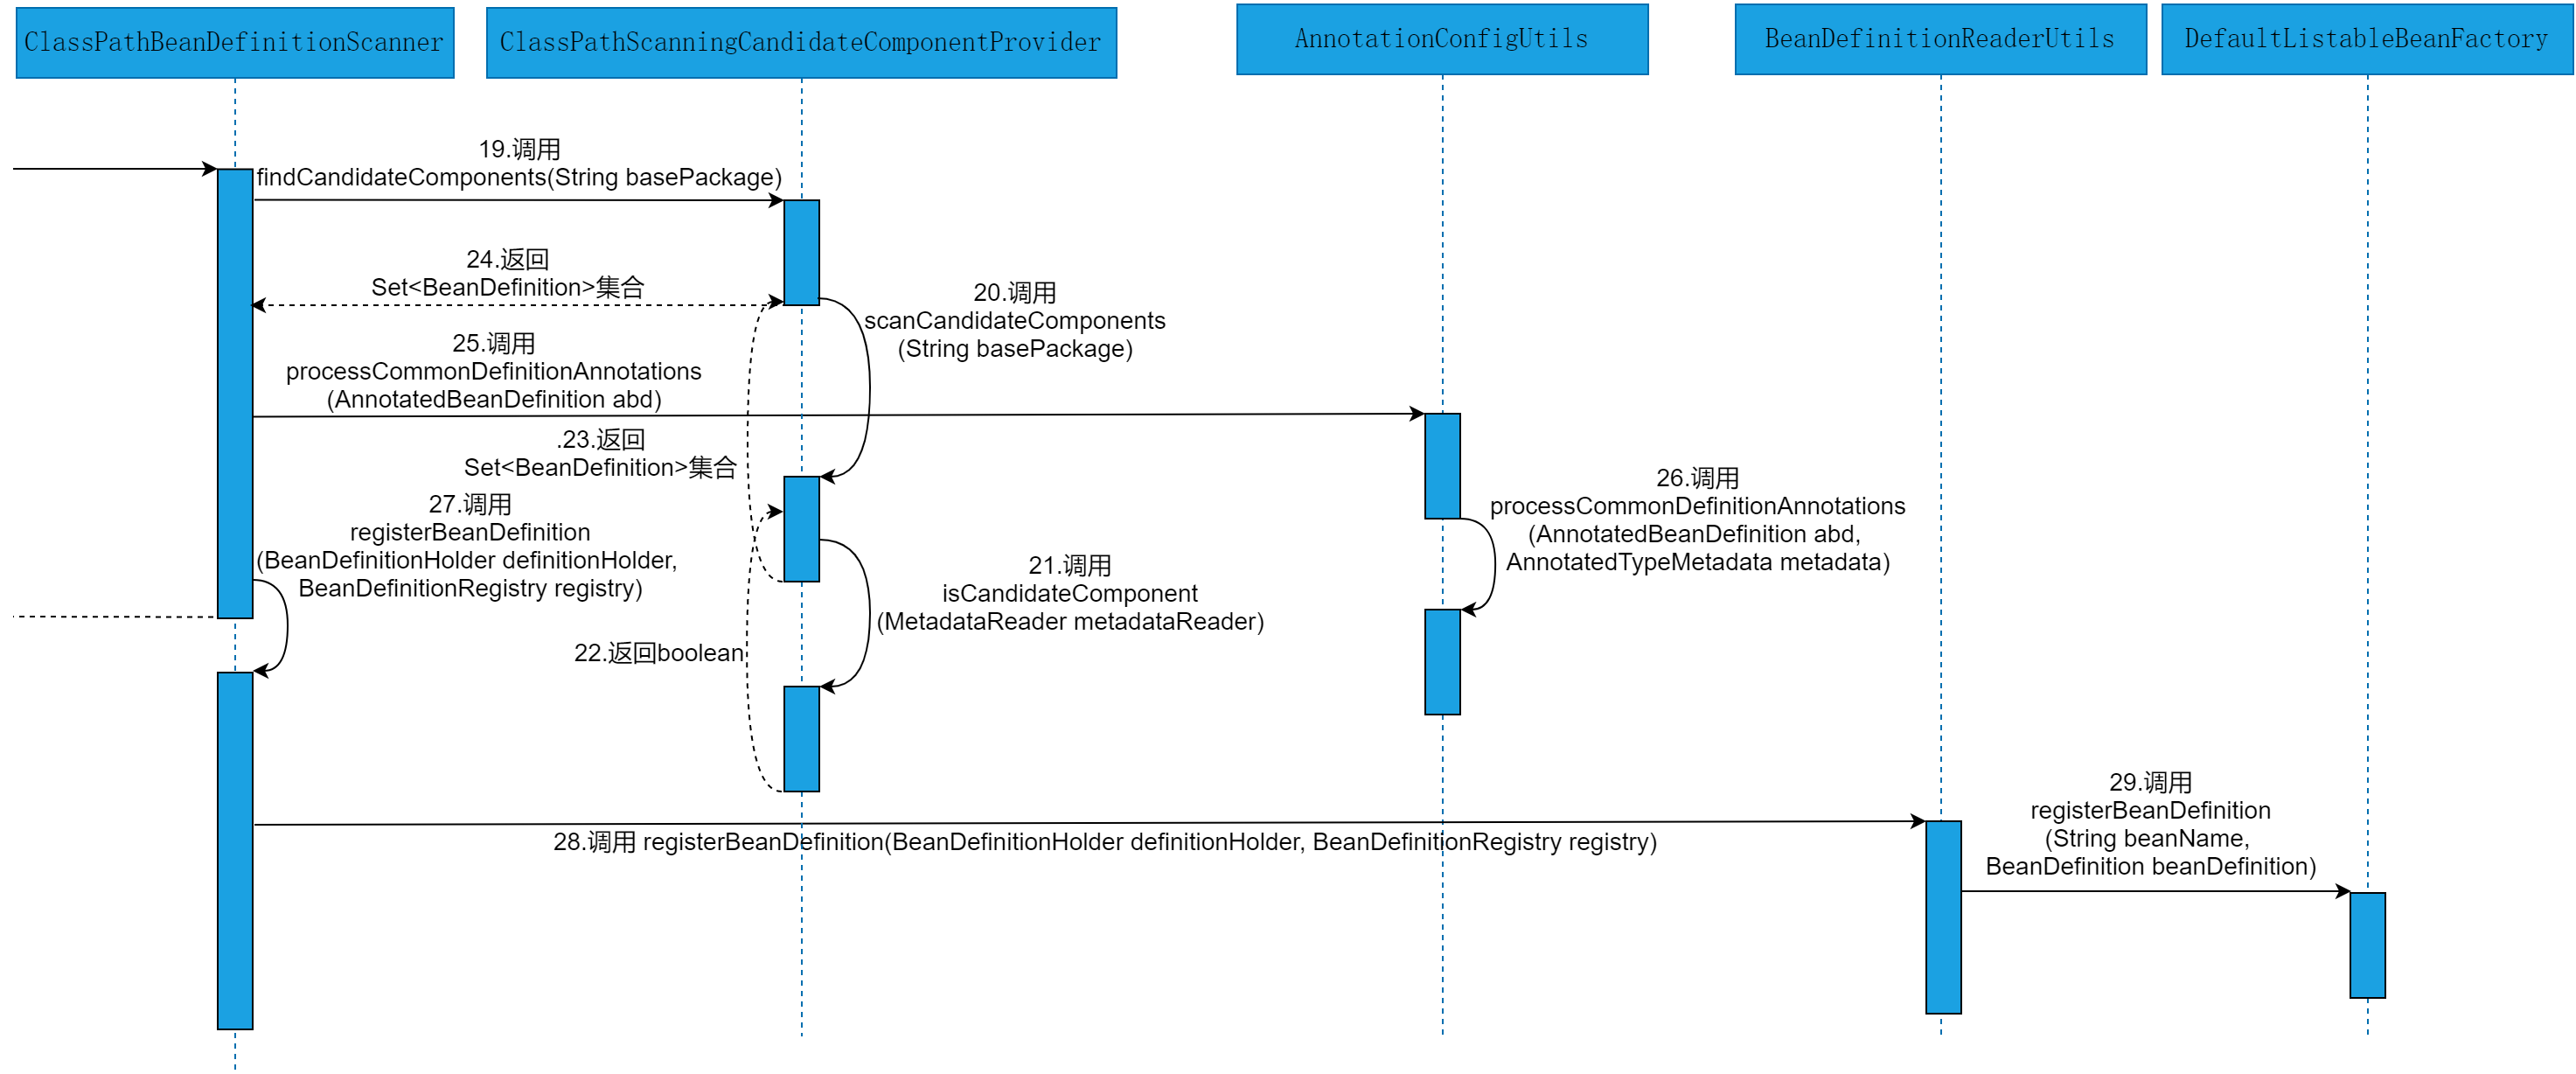 ClassPathBeanDefinitionScanner
ClassPathScanningCandidateComponentProvider
AnnotationConfigUtils
BeanDefinitionReaderUtils
DefaultListableBeanFactory
19.调用
findCandidateComponents(String basePackage)
24.返回
Set<BeanDefinition>集合
20.调用
scanCandidateComponents
(String basePackage)
25.调用
processCommonDefinitionAnnotations
(AnnotatedBeanDefinition abd)
.23.返回
Set<BeanDefinition>集合
26.调用
processCommonDefinitionAnnotations
(AnnotatedBeanDefinition abd,
AnnotatedTypeMetadata metadata)
27.调用
registerBeanDefinition
(BeanDefinitionHolder definitionHolder,
BeanDefinitionRegistry registry)
21.调用
isCandidateComponent
(MetadataReader metadataReader)
22.返回boolean
29.调用
registerBeanDefinition
(String beanName,
BeanDefinition beanDefinition)
28.调用 registerBeanDefinition(BeanDefinitionHolder definitionHolder, BeanDefinitionRegistry registry)